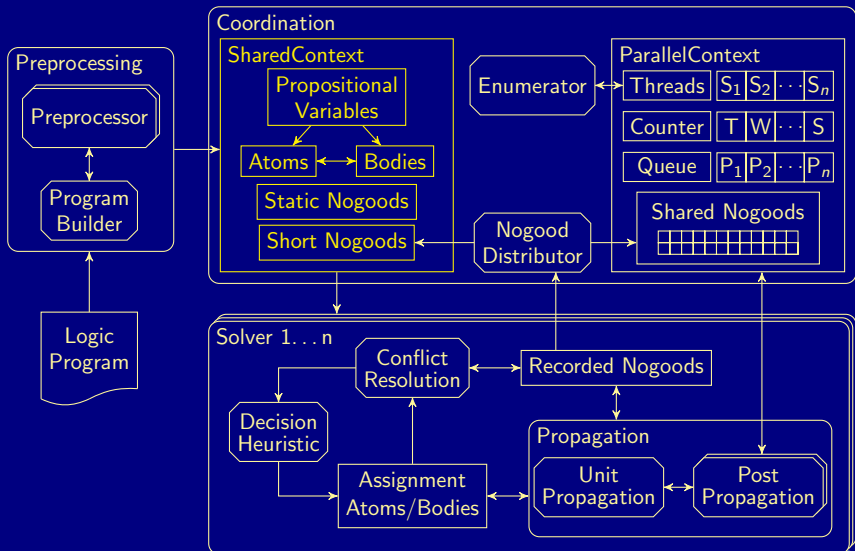 Coordination
Preprocessing
Preprocessor
Program
Builder
Logic
Program
SharedContext
Propositional
Variables
Atoms
Bodies
Static Nogoods
Short Nogoods
Enumerator
Nogood
Distributor
ParallelContext
Threads S₁ S₂ ··· Sₙ
Counter T W ··· S
Queue P₁ P₂ ··· Pₙ
Shared Nogoods
Solver 1...n
Conflict
Resolution
Recorded Nogoods
Decision
Heuristic
Assignment
Atoms/Bodies
Propagation
Unit
Propagation
Post
Propagation